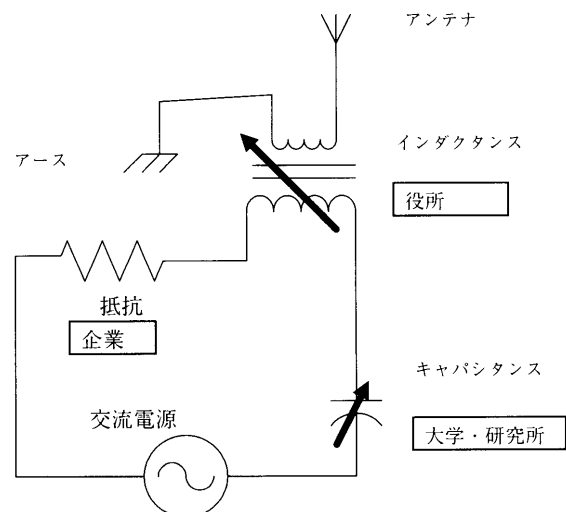 アンテナ
アース
インダクタンス
役所
抵抗
企業
キャパシタンス
交流電源
大学・研究所